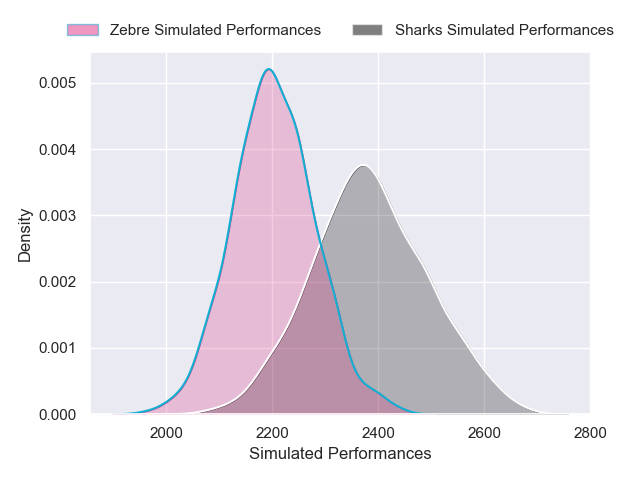 Zebre Simulated Performances
Sharks Simulated Performances
0.005
0.004
0.003
0.002
0.001
0.000
Density
2000
2200
2400
2600
2800
Simulated Performances